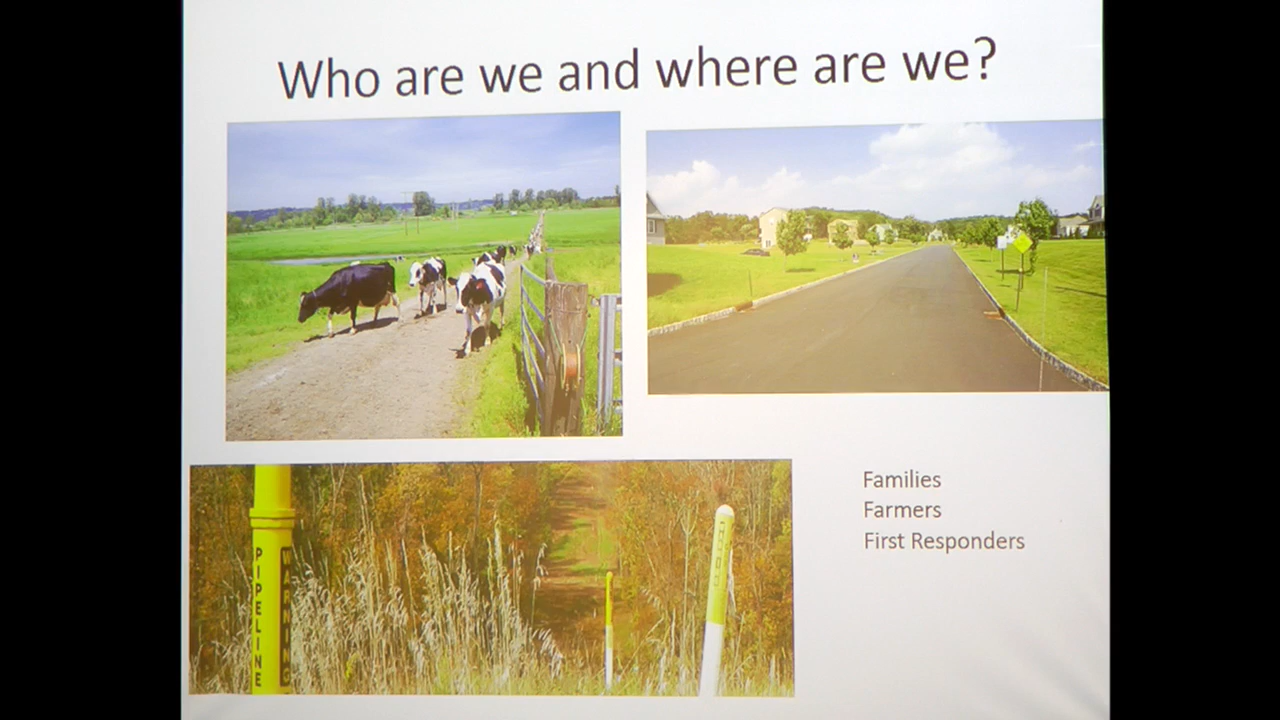 Who are we and where are we?
Families
Farmers
First Responders
PIPELINE
WARNING